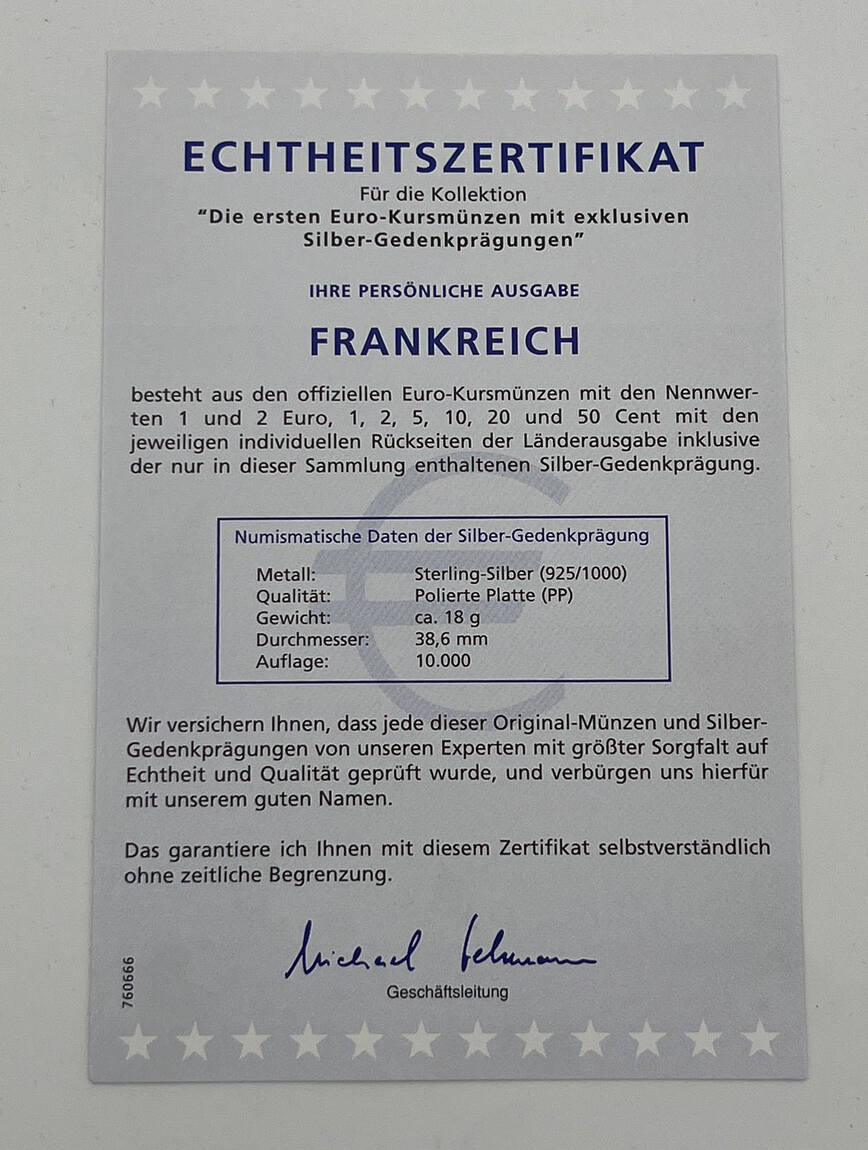 ECHTHEITSZERTIFIKAT
Für die Kollektion
“Die ersten Euro-Kursmünzen mit exklusiven
Silber-Gedenkprägungen”
IHRE PERSÖNLICHE AUSGABE
FRANKREICH
besteht aus den offiziellen Euro-Kursmünzen mit den Nennwer-
ten 1 und 2 Euro, 1, 2, 5, 10, 20 und 50 Cent mit den
jeweiligen individuellen Rückseiten der Länderausgabe inklusive
der nur in dieser Sammlung enthaltenen Silber-Gedenkprägung.
Numismatische Daten der Silber-Gedenkprägung
Metall: Sterling-Silber (925/1000)
Qualität: Polierte Platte (PP)
Gewicht: ca. 18 g
Durchmesser: 38,6 mm
Auflage: 10.000
Wir versichern Ihnen, dass jede dieser Original-Münzen und Silber-
Gedenkprägungen von unseren Experten mit größter Sorgfalt auf
Echtheit und Qualität geprüft wurde, und verbürgen uns hierfür
mit unserem guten Namen.
Das garantiere ich Ihnen mit diesem Zertifikat selbstverständlich
ohne zeitliche Begrenzung.
Michael
Geschäftsleitung
760666